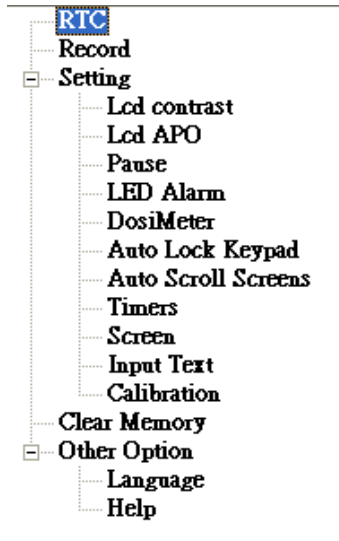 RTC
Record
Setting
Lcd contrast
Lcd APO
Pause
LED Alarm
DosiMeter
Auto Lock Keypad
Auto Scroll Screens
Timers
Screen
Input Text
Calibration
Clear Memory
Other Option
Language
Help